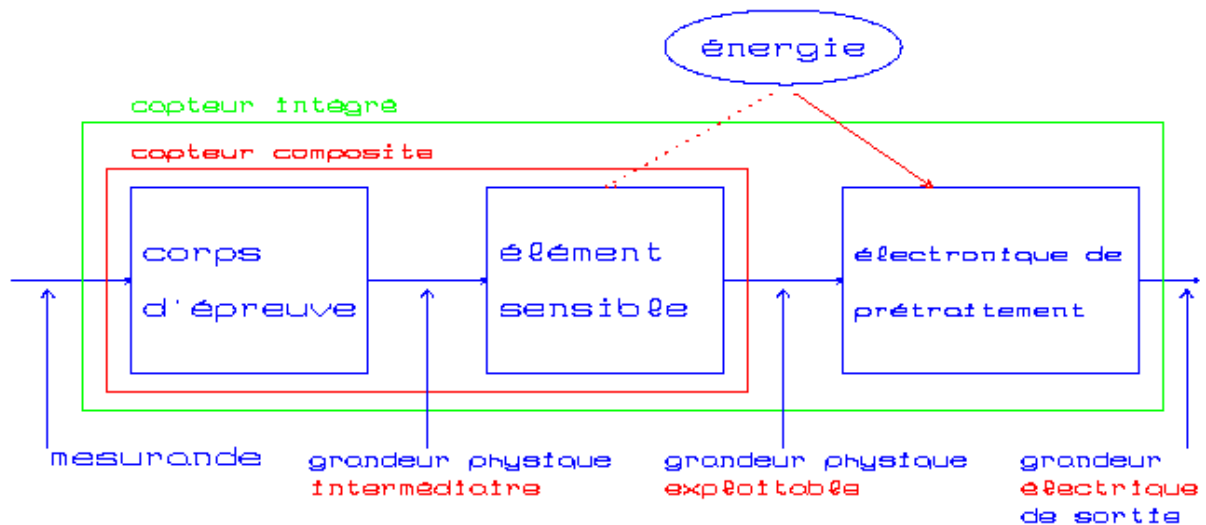 énergie
capteur intégré
capteur composite
corps
d'épreuve
élément
sensible
électronique de
prétraitement
mesurande
grandeur physique
intermédiaire
grandeur physique
exploitable
grandeur
électrique
de sortie